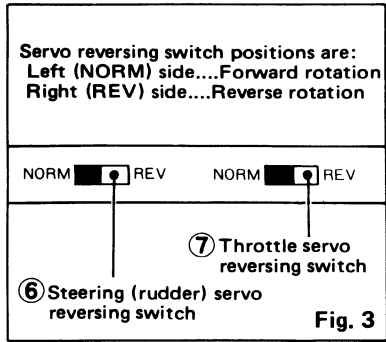 Servo reversing switch positions are:
Left (NORM) side....Forward rotation
Right (REV) side....Reverse rotation
NORM REV NORM REV
⑦ Throttle servo
reversing switch
⑥ Steering (rudder) servo
reversing switch
Fig. 3